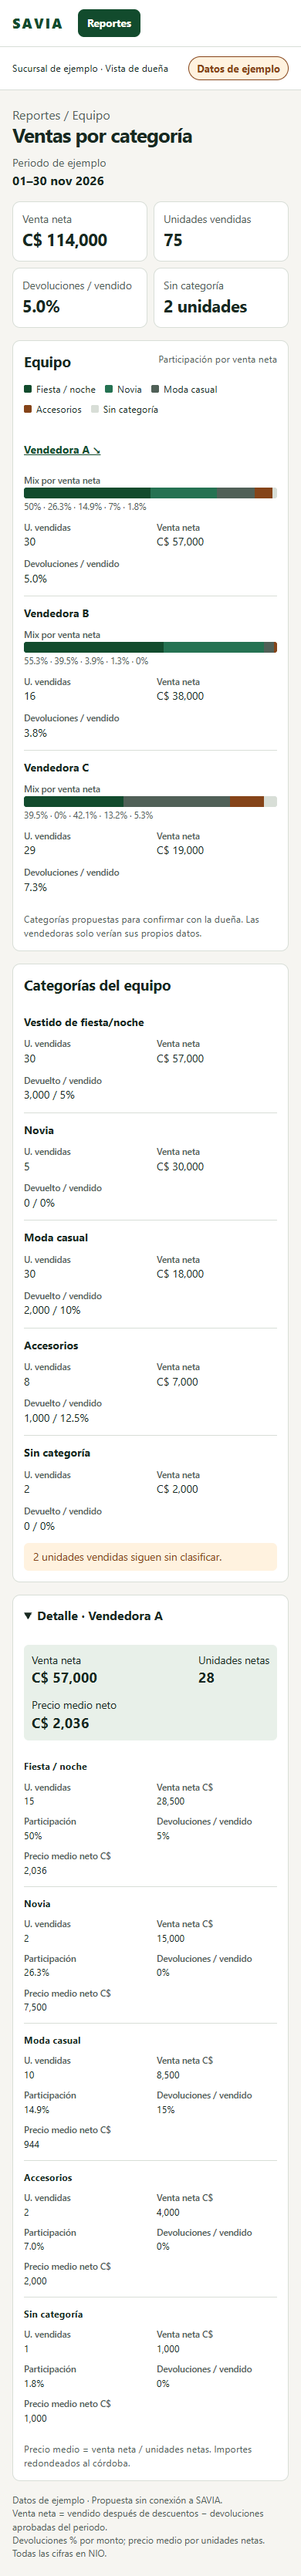 SAVIA
Reportes
Sucursal de ejemplo · Vista de dueña
Datos de ejemplo
Reportes / Equipo
Ventas por categoría
Periodo de ejemplo
01–30 nov 2026
Venta neta
C$ 114,000
Unidades vendidas
75
Devoluciones / vendido
5.0%
Sin categoría
2 unidades
Equipo
Participación por venta neta
Fiesta / noche
Novia
Moda casual
Accesorios
Sin categoría
Vendedora A ↘
Mix por venta neta
50% · 26.3% · 14.9% · 7% · 1.8%
U. vendidas
30
Venta neta
C$ 57,000
Devoluciones / vendido
5.0%
Vendedora B
Mix por venta neta
55.3% · 39.5% · 3.9% · 1.3% · 0%
U. vendidas
16
Venta neta
C$ 38,000
Devoluciones / vendido
3.8%
Vendedora C
Mix por venta neta
39.5% · 0% · 42.1% · 13.2% · 5.3%
U. vendidas
29
Venta neta
C$ 19,000
Devoluciones / vendido
7.3%
Categorías propuestas para confirmar con la dueña. Las
vendedoras solo verían sus propios datos.
Categorías del equipo
Vestido de fiesta/noche
U. vendidas
30
Venta neta
C$ 57,000
Devuelto / vendido
3,000 / 5%
Novia
U. vendidas
5
Venta neta
C$ 30,000
Devuelto / vendido
0 / 0%
Moda casual
U. vendidas
30
Venta neta
C$ 18,000
Devuelto / vendido
2,000 / 10%
Accesorios
U. vendidas
8
Venta neta
C$ 7,000
Devuelto / vendido
1,000 / 12.5%
Sin categoría
U. vendidas
2
Venta neta
C$ 2,000
Devuelto / vendido
0 / 0%
2 unidades vendidas siguen sin clasificar.
▼ Detalle · Vendedora A
Venta neta
C$ 57,000
Unidades netas
28
Precio medio neto
C$ 2,036
Fiesta / noche
U. vendidas
15
Venta neta C$
28,500
Participación
50%
Devoluciones / vendido
5%
Precio medio neto C$
2,036
Novia
U. vendidas
2
Venta neta C$
15,000
Participación
26.3%
Devoluciones / vendido
0%
Precio medio neto C$
7,500
Moda casual
U. vendidas
10
Venta neta C$
8,500
Participación
14.9%
Devoluciones / vendido
15%
Precio medio neto C$
944
Accesorios
U. vendidas
2
Venta neta C$
4,000
Participación
7.0%
Devoluciones / vendido
0%
Precio medio neto C$
2,000
Sin categoría
U. vendidas
1
Venta neta C$
1,000
Participación
1.8%
Devoluciones / vendido
0%
Precio medio neto C$
1,000
Precio medio = venta neta / unidades netas. Importes
redondeados al córdoba.
Datos de ejemplo · Propuesta sin conexión a SAVIA.
Venta neta = vendido después de descuentos − devoluciones
aprobadas del periodo.
Devoluciones % por monto; precio medio por unidades netas.
Todas las cifras en NIO.